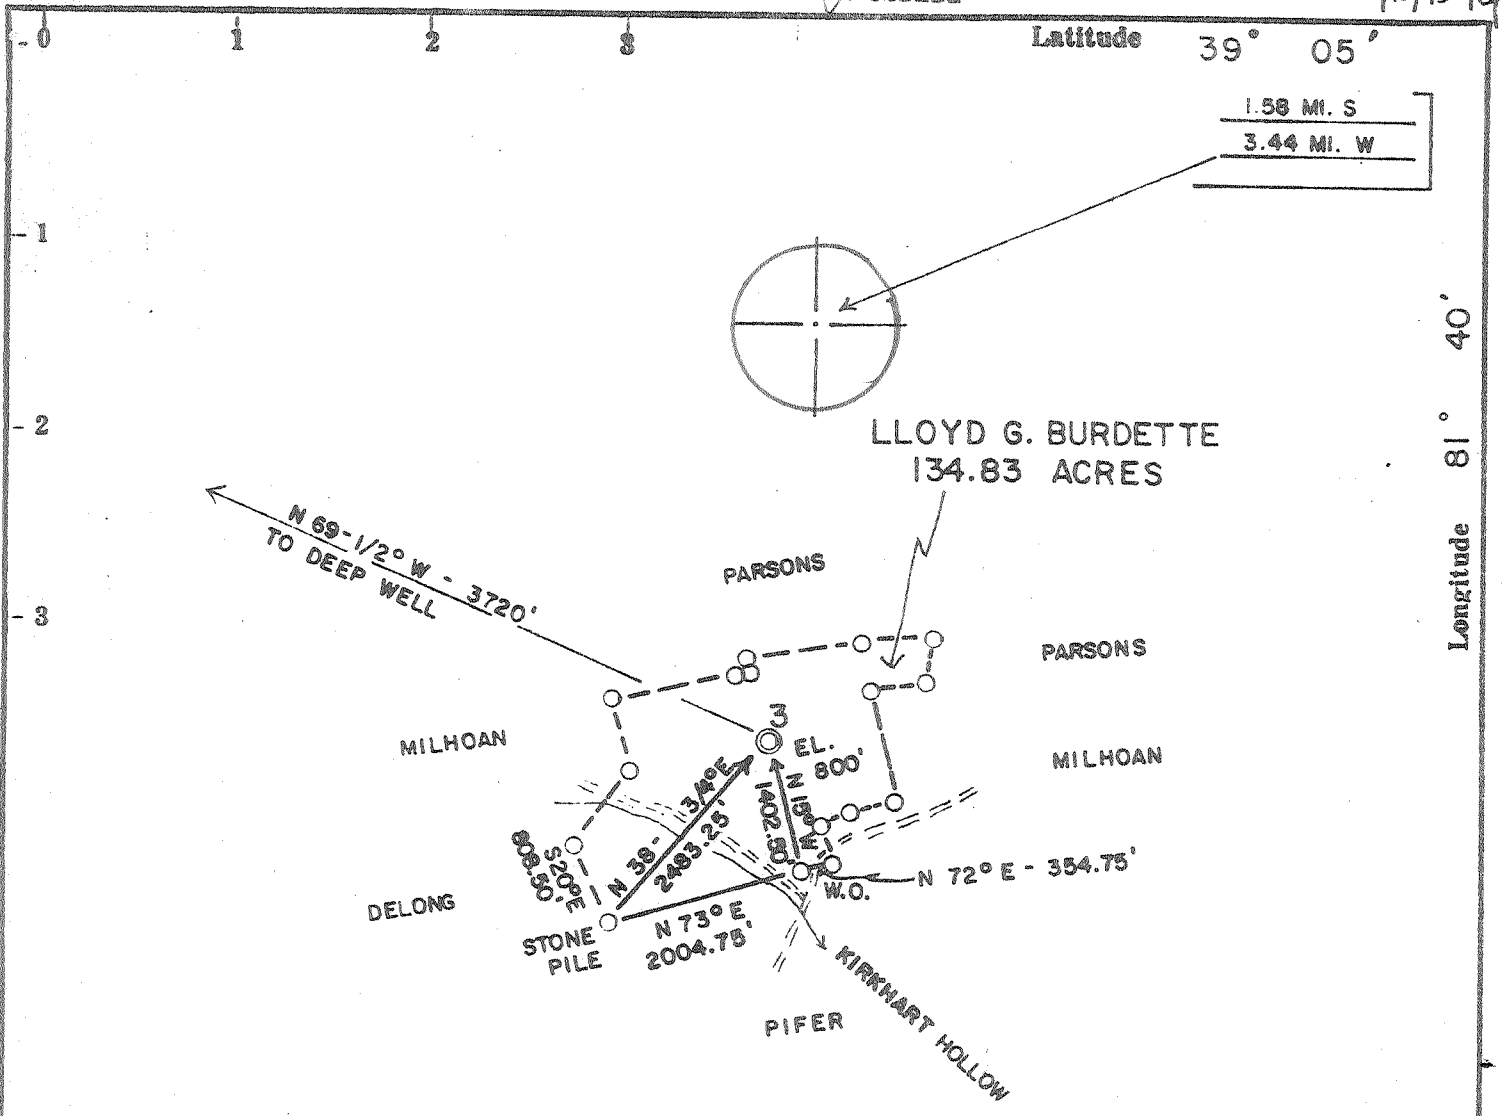 0 1 2 3 Latitude 39° 05'
1.58 MI. S
3.44 MI. W
- 1
- 2
- 3
Longitude 81° 40'
LLOYD G. BURDETTE
134.83 ACRES
N 69-1/2° W - 3720'
TO DEEP WELL
PARSONS
PARSONS
MILHOAN
3
EL.
800'
MILHOAN
N 38-3/4° E
2483.25'
N 15° W
1402.50'
S 20° E
808.50'
N 72° E - 354.75'
W.O.
DELONG
N 73° E
2004.75'
STONE
PILE
KIRKHART HOLLOW
PIFER